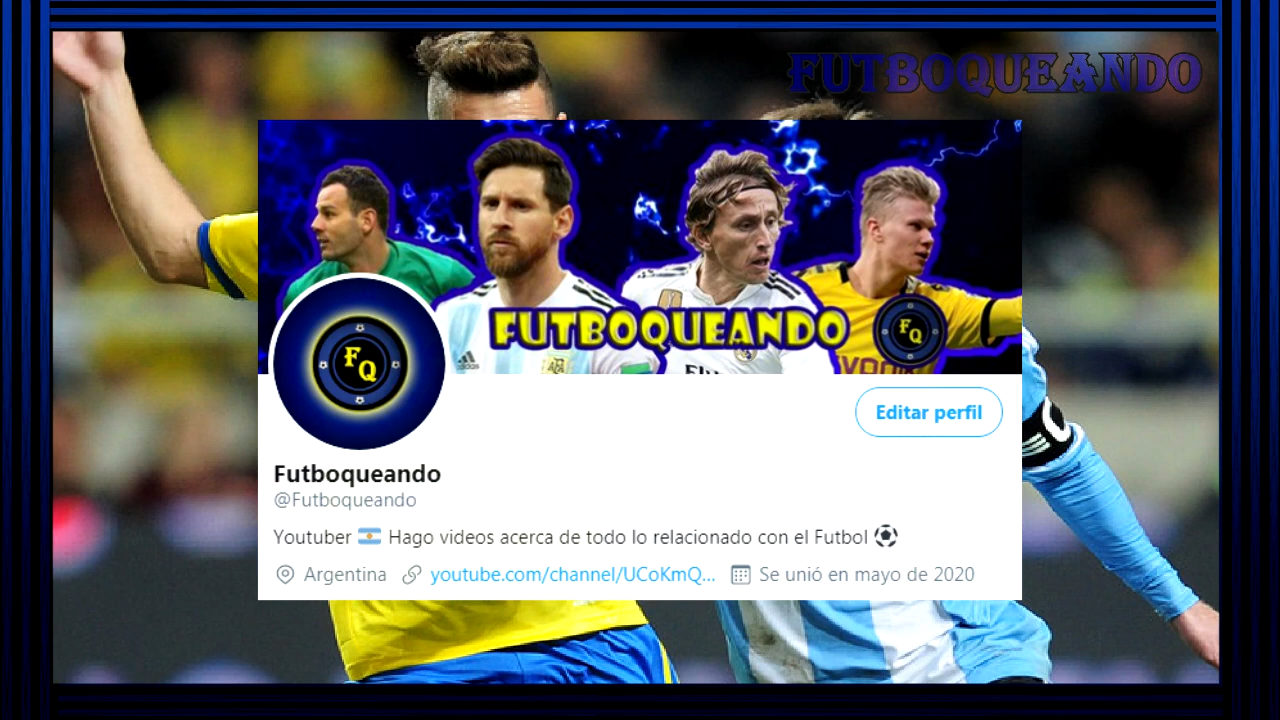 FUTBOQUEANDO
FUTBOQUEANDO
FQ
FQ
Editar perfil
Futboqueando
@Futboqueando
Youtuber 🇦🇷 Hago videos acerca de todo lo relacionado con el Futbol ⚽
Argentina youtube.com/channel/UCoKmQ... Se unió en mayo de 2020